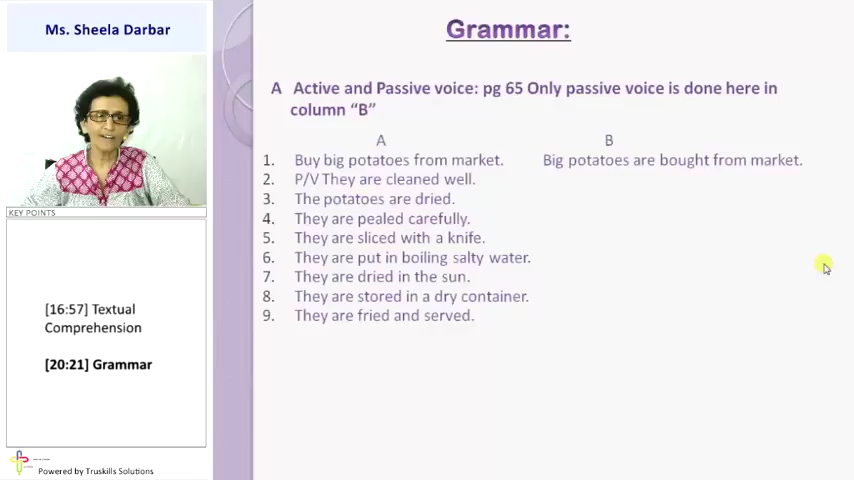 Ms. Sheela Darbar
KEY POINTS
[16:57] Textual
Comprehension
[20:21] Grammar
Powered by Truskills Solutions
Grammar:
A Active and Passive voice: pg 65 Only passive voice is done here in
column “B”
A B
1. Buy big potatoes from market. Big potatoes are bought from market.
2. P/V They are cleaned well.
3. The potatoes are dried.
4. They are pealed carefully.
5. They are sliced with a knife.
6. They are put in boiling salty water.
7. They are dried in the sun.
8. They are stored in a dry container.
9. They are fried and served.